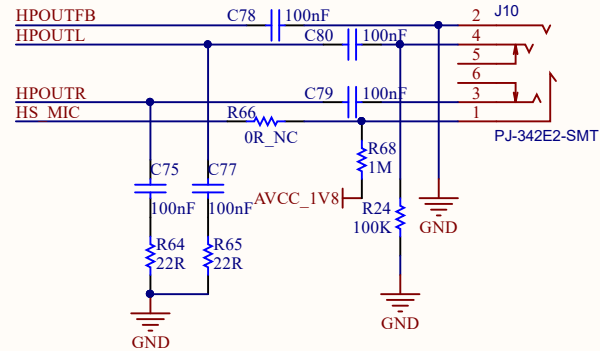 HPOUTFB C78 100nF 2 J10
HPOUTL C80 100nF 4
5
6
HPOUTR C79 100nF 3
HS_MIC R66 1
0R_NC PJ-342E2-SMT
R68
C75 C77 1M
AVCC_1V8
100nF 100nF R24
100K GND
R64 R65
22R 22R
GND
GND